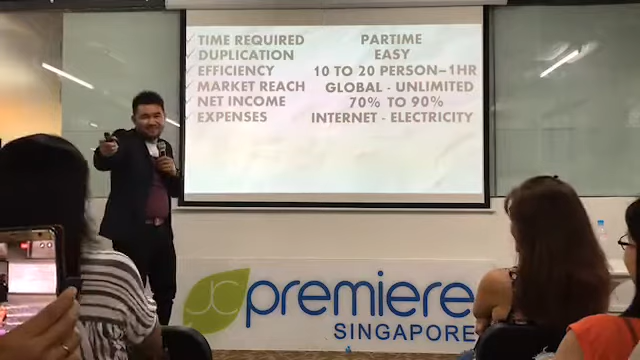 ✓ TIME REQUIRED PARTIME
✓ DUPLICATION EASY
✓ EFFICIENCY 10 TO 20 PERSON–1HR
✓ MARKET REACH GLOBAL - UNLIMITED
✓ NET INCOME 70% TO 90%
✓ EXPENSES INTERNET - ELECTRICITY
JC premiere
SINGAPORE